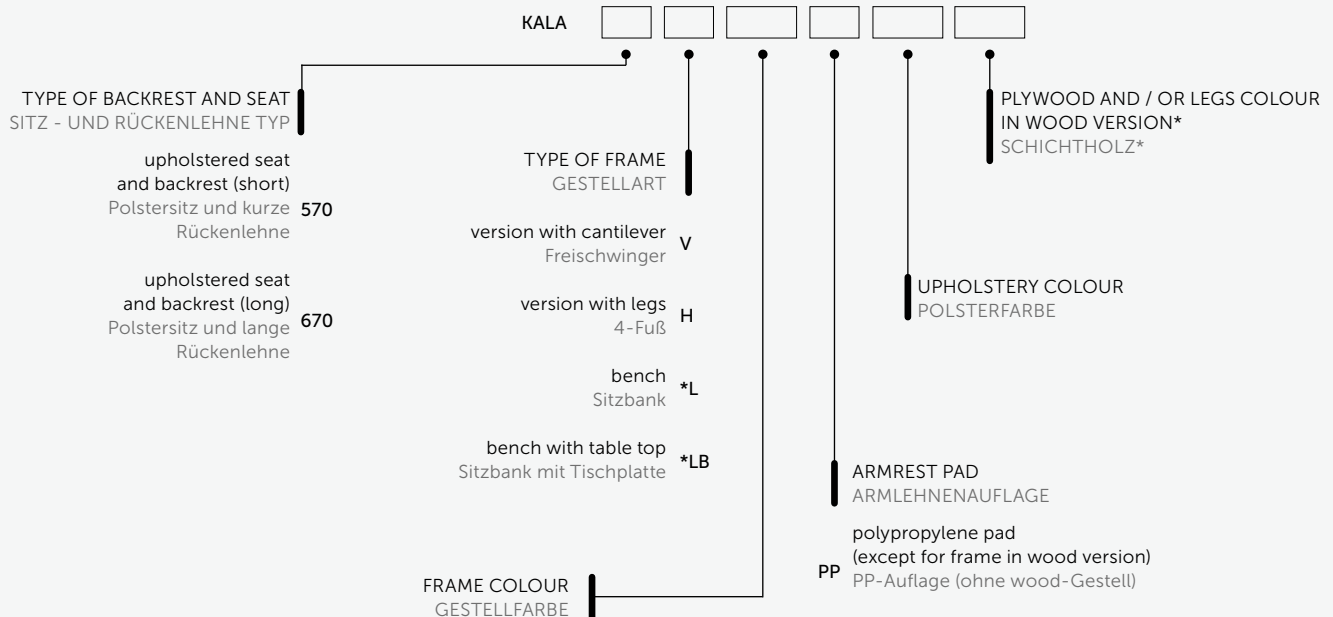 KALA
TYPE OF BACKREST AND SEAT
SITZ - UND RÜCKENLEHNE TYP
upholstered seat
and backrest (short)
Polstersitz und kurze 570
Rückenlehne
upholstered seat
and backrest (long)
Polstersitz und lange 670
Rückenlehne
TYPE OF FRAME
GESTELLART
version with cantilever V
Freischwinger
version with legs H
4-Fuß
bench *L
Sitzbank
bench with table top *LB
Sitzbank mit Tischplatte
FRAME COLOUR
GESTELLFARBE
ARMREST PAD
ARMLEHNENAUFLAGE
polypropylene pad
(except for frame in wood version)
PP PP-Auflage (ohne wood-Gestell)
UPHOLSTERY COLOUR
POLSTERFARBE
PLYWOOD AND / OR LEGS COLOUR
IN WOOD VERSION*
SCHICHTHOLZ*